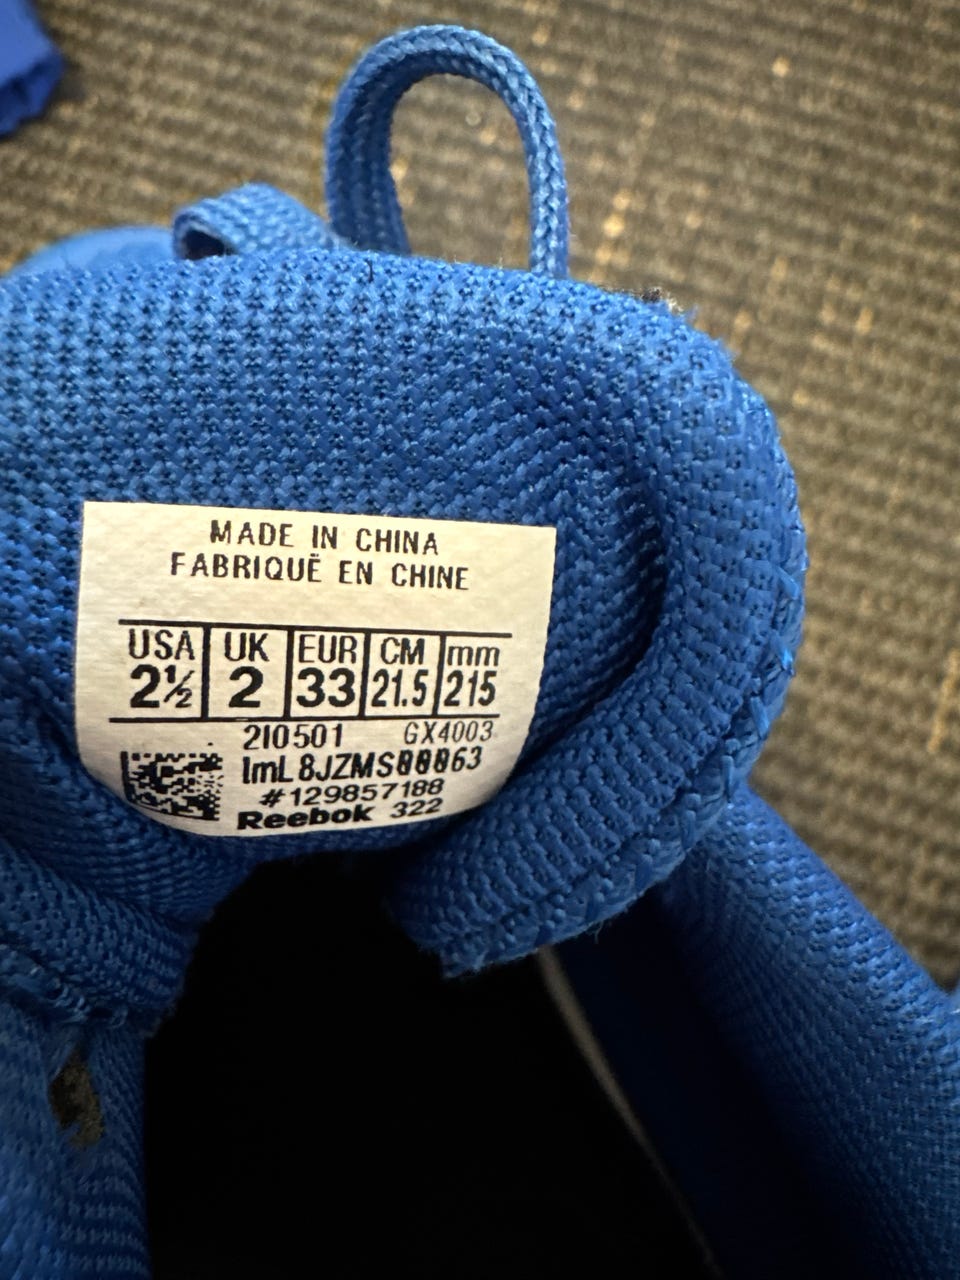 MADE IN CHINA
FABRIQUË EN CHINE
USA UK EUR CM mm
2½ 2 33 21.5 215
210501 GX4003
#129857188
Reebok 322